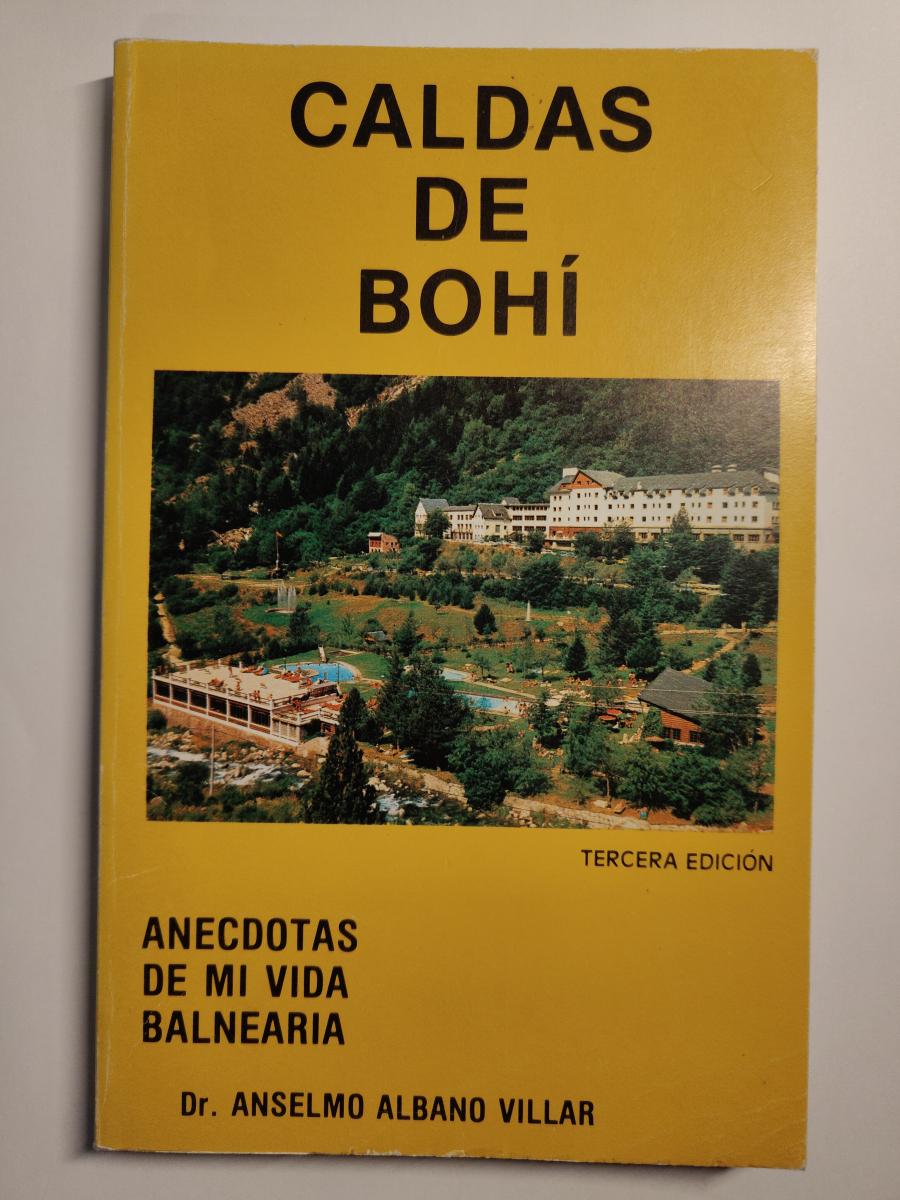 CALDAS
DE
BOHÍ
TERCERA EDICIÓN
ANECDOTAS
DE MI VIDA
BALNEARIA
Dr. ANSELMO ALBANO VILLAR